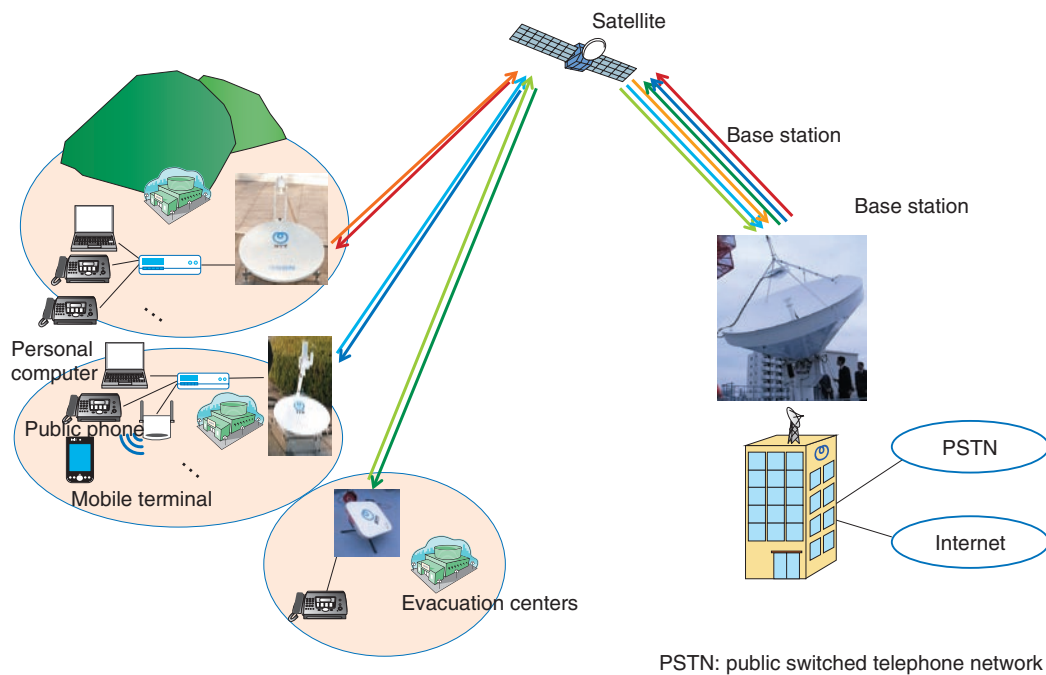 Satellite
Base station
Base station
Personal
computer
Public phone
Mobile terminal
Evacuation centers
PSTN
Internet
PSTN: public switched telephone network